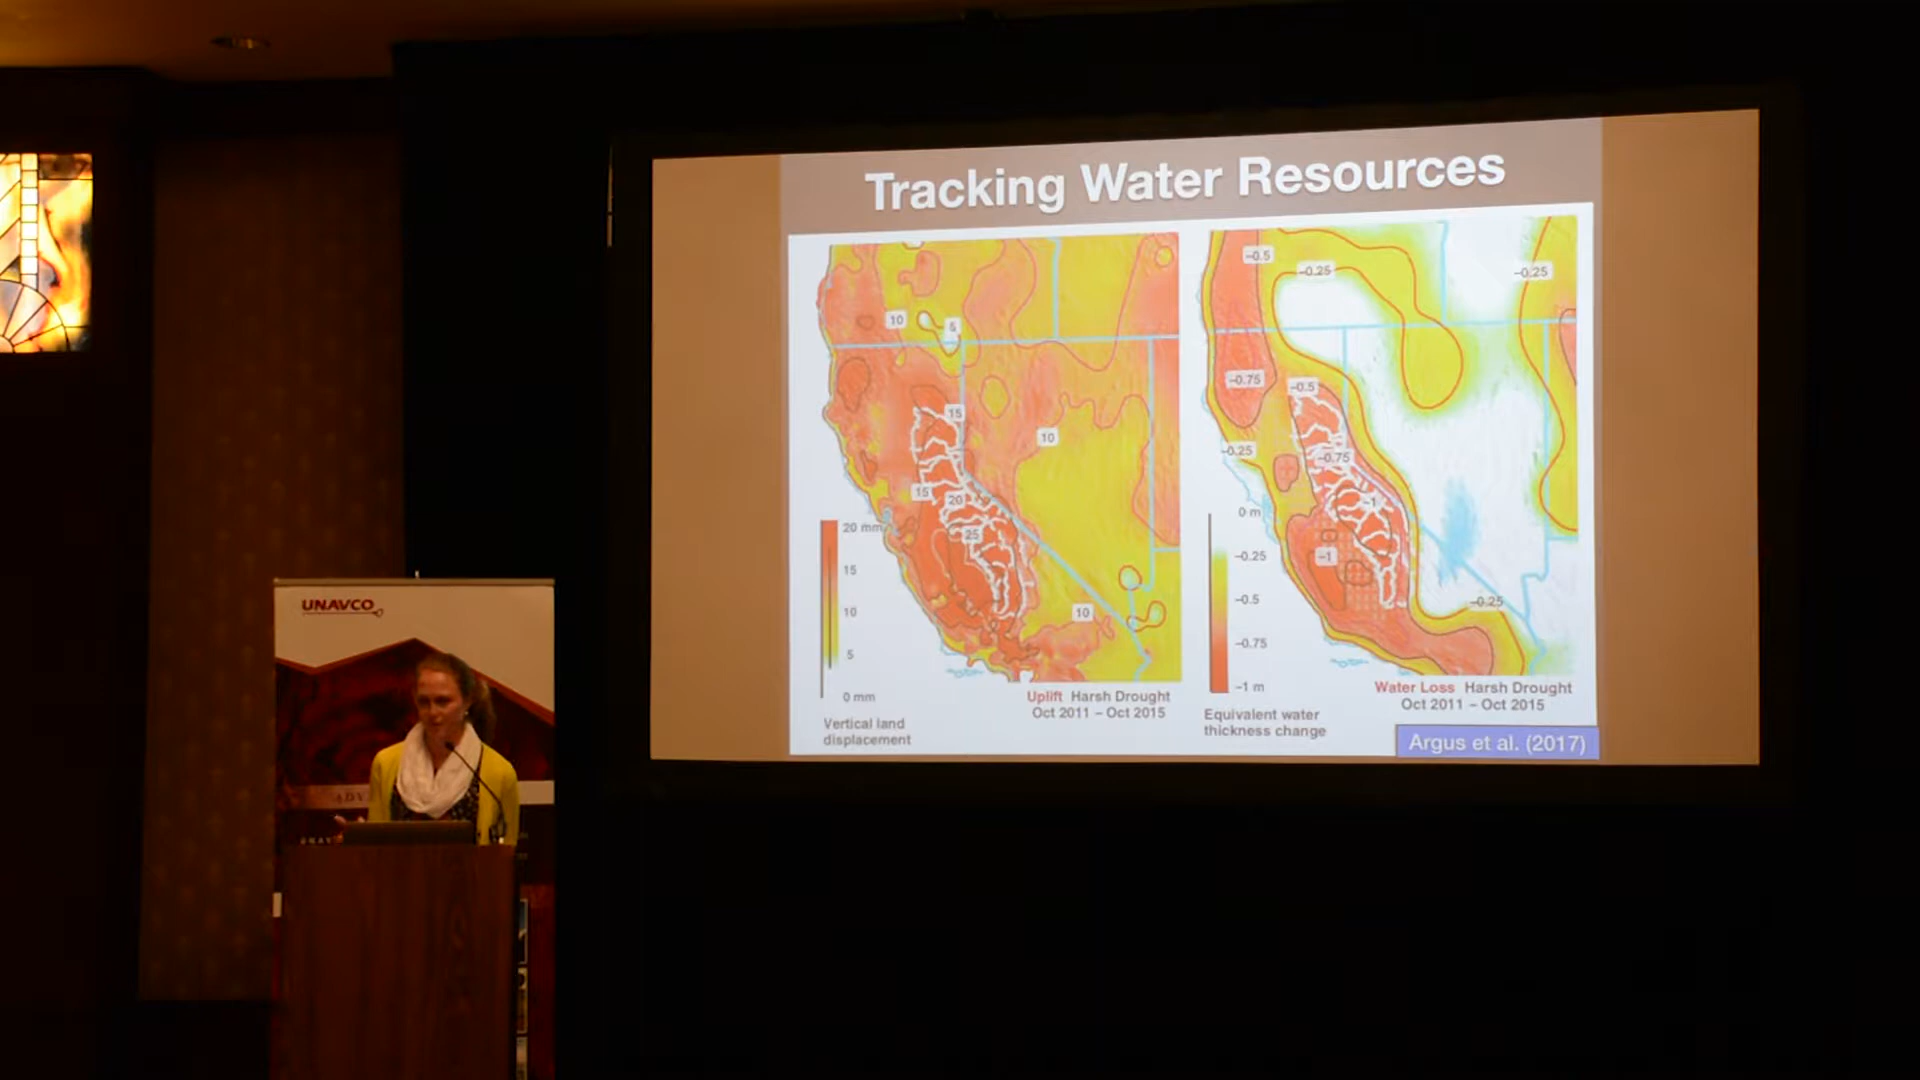 Tracking Water Resources
10
5
15
10
15
20
25
10
20 mm
15
10
5
0 mm
Vertical land
displacement
Uplift Harsh Drought
Oct 2011 – Oct 2015
–0.5
–0.25
–0.25
–0.75
–0.5
–0.25
–0.75
–1
–1
–0.25
0 m
–0.25
–0.5
–0.75
–1 m
Equivalent water
thickness change
Water Loss Harsh Drought
Oct 2011 – Oct 2015
Argus et al. (2017)
UNAVCO
ADV
UNAV